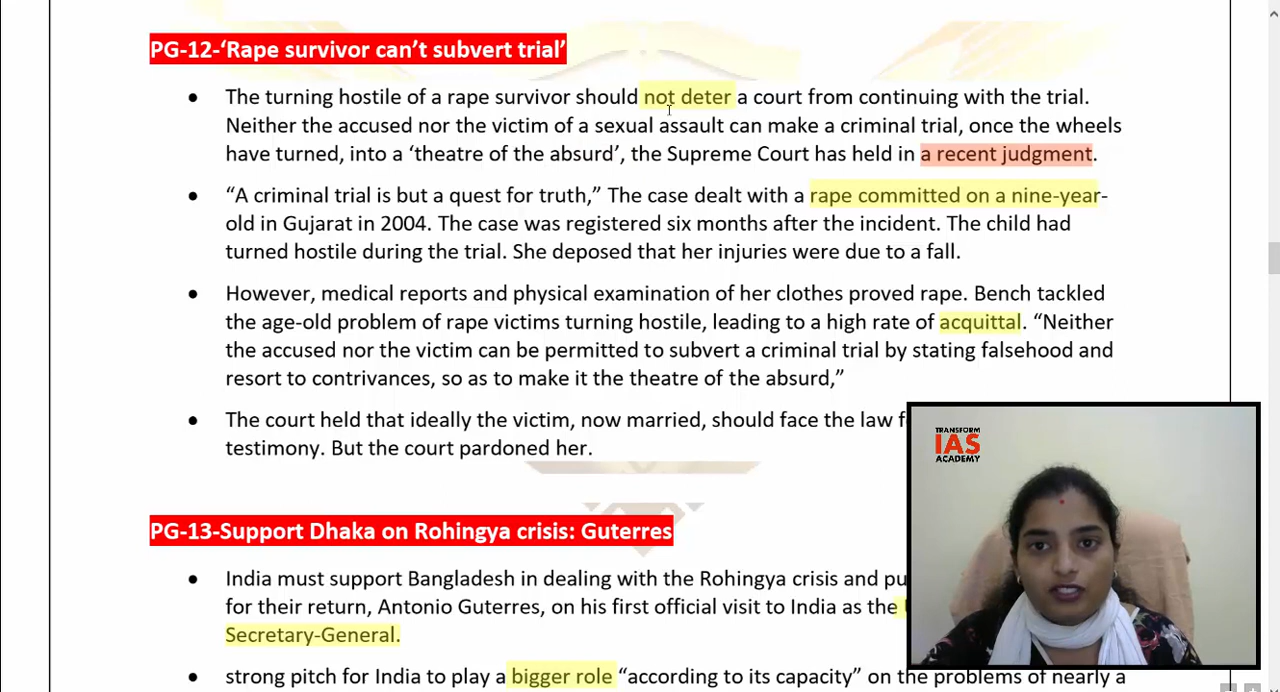 PG-12-‘Rape survivor can’t subvert trial’
• The turning hostile of a rape survivor should not deter a court from continuing with the trial.
Neither the accused nor the victim of a sexual assault can make a criminal trial, once the wheels
have turned, into a ‘theatre of the absurd’, the Supreme Court has held in a recent judgment.
• “A criminal trial is but a quest for truth,” The case dealt with a rape committed on a nine-year-
old in Gujarat in 2004. The case was registered six months after the incident. The child had
turned hostile during the trial. She deposed that her injuries were due to a fall.
• However, medical reports and physical examination of her clothes proved rape. Bench tackled
the age-old problem of rape victims turning hostile, leading to a high rate of acquittal. “Neither
the accused nor the victim can be permitted to subvert a criminal trial by stating falsehood and
resort to contrivances, so as to make it the theatre of the absurd,”
• The court held that ideally the victim, now married, should face the law
testimony. But the court pardoned her.
TRANSFORM
IAS
ACADEMY
PG-13-Support Dhaka on Rohingya crisis: Guterres
• India must support Bangladesh in dealing with the Rohingya crisis and
for their return, Antonio Guterres, on his first official visit to India as the
Secretary-General.
• strong pitch for India to play a bigger role “according to its capacity” on the problems of nearly a